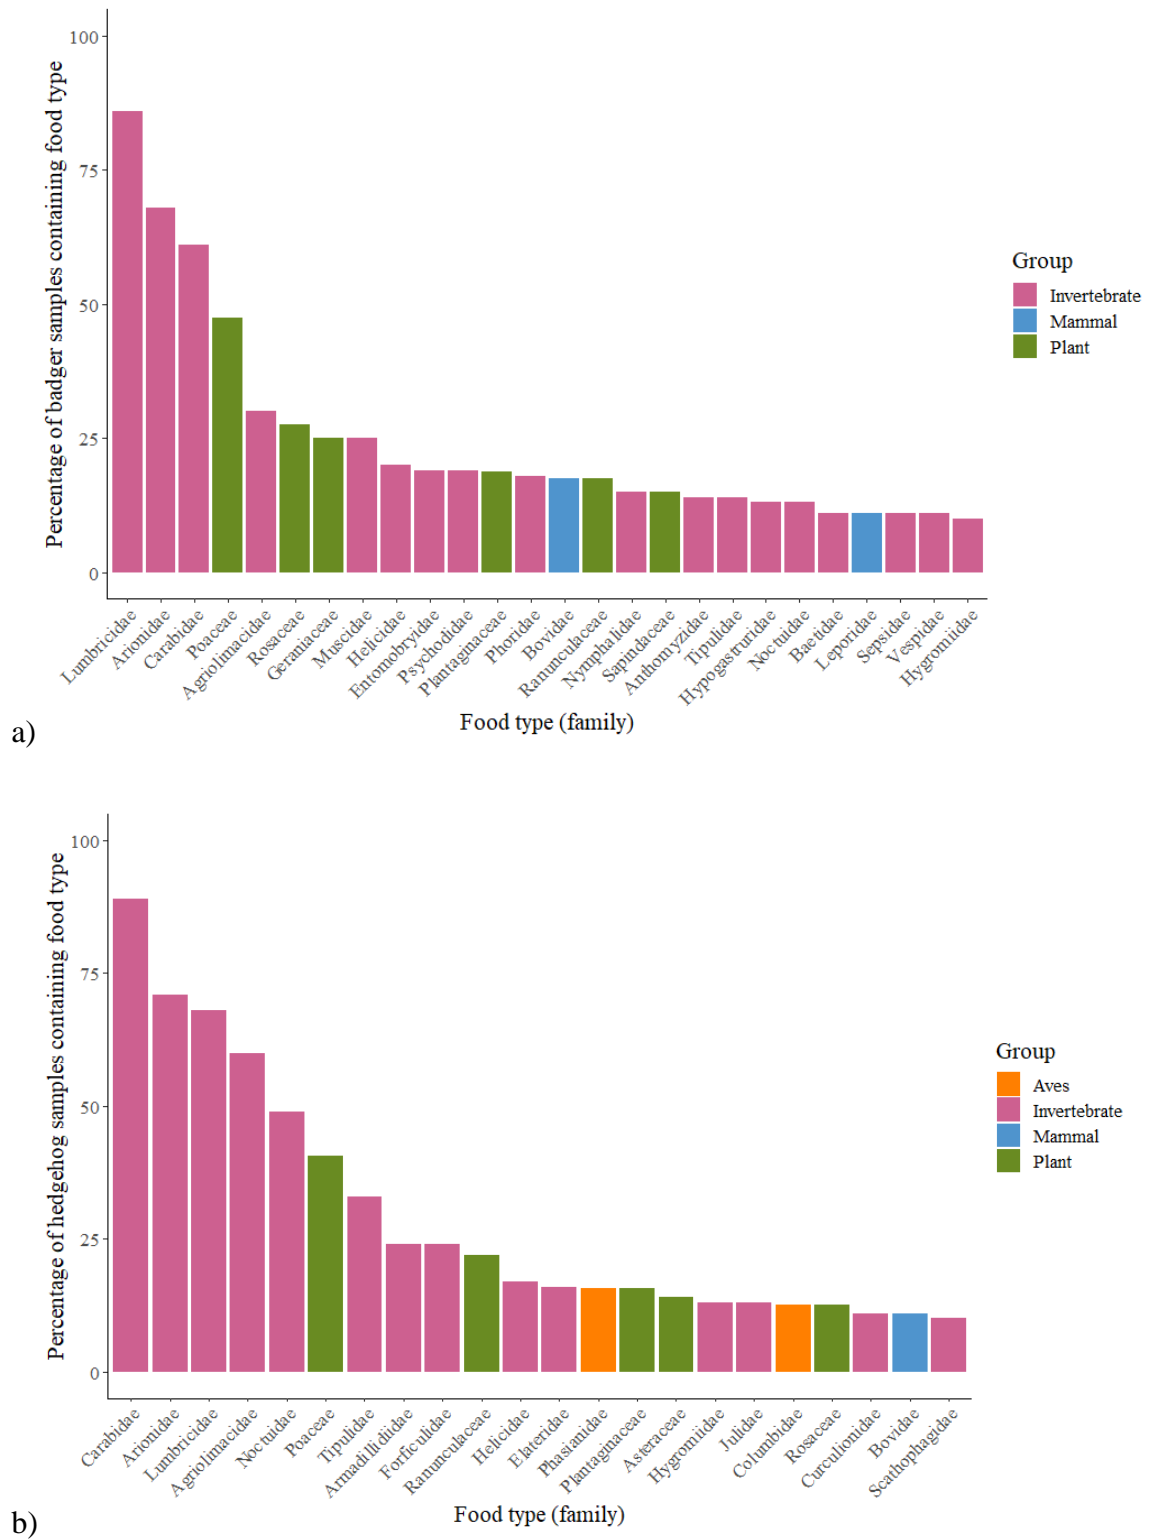 100
75
50
25
0
Percentage of badger samples containing food type
Lumbricidae
Arionidae
Carabidae
Poaceae
Agriolimacidae
Rosaceae
Geraniaceae
Muscidae
Helicidae
Entomobryidae
Psychodidae
Plantaginaceae
Phoridae
Bovidae
Ranunculaceae
Nymphalidae
Sapindaceae
Anthomyzidae
Tipulidae
Hypogastruridae
Noctuidae
Baetidae
Leporidae
Sepsidae
Vespidae
Hygromiidae
Food type (family)
Group
Invertebrate
Mammal
Plant
a)
100
75
50
25
0
Percentage of hedgehog samples containing food type
Carabidae
Arionidae
Lumbricidae
Agriolimacidae
Noctuidae
Poaceae
Tipulidae
Armadillidiidae
Forficulidae
Ranunculaceae
Helicidae
Elateridae
Phasianidae
Plantaginaceae
Asteraceae
Hygromiidae
Julidae
Columbidae
Rosaceae
Curculionidae
Bovidae
Scathophagidae
Food type (family)
Group
Aves
Invertebrate
Mammal
Plant
b)